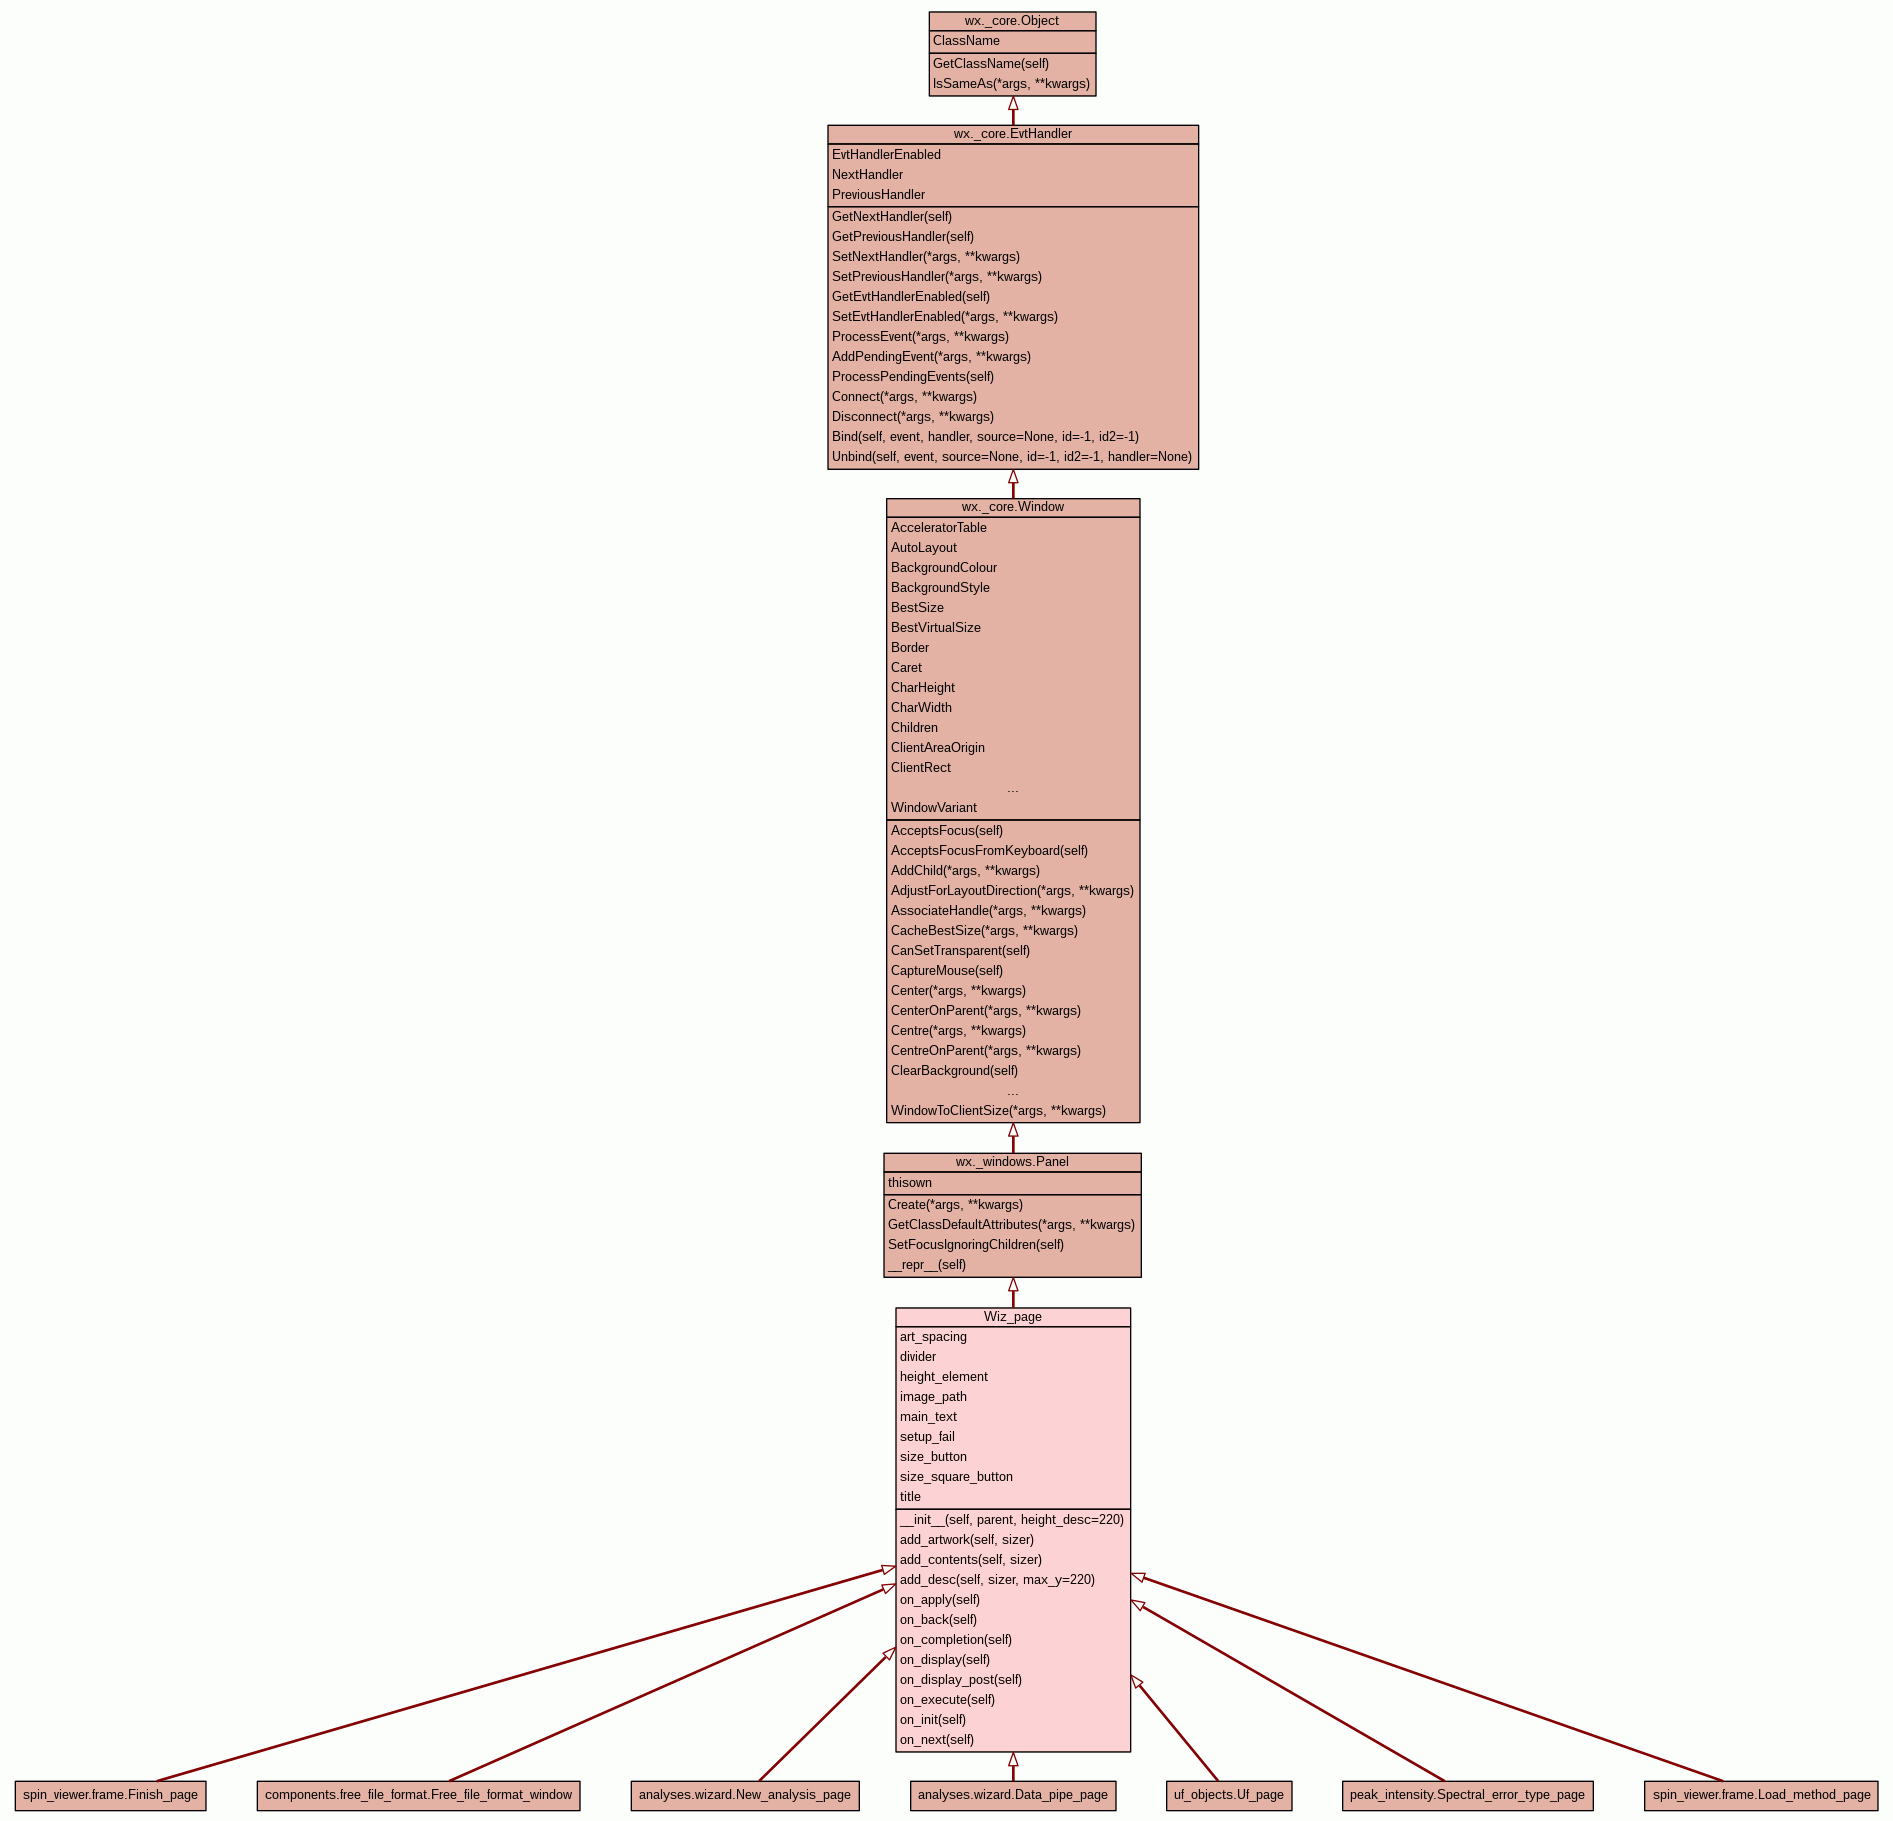 wx._core.Object
ClassName
GetClassName(self)
IsSameAs(*args, **kwargs)
wx._core.EvtHandler
EvtHandlerEnabled
NextHandler
PreviousHandler
GetNextHandler(self)
GetPreviousHandler(self)
SetNextHandler(*args, **kwargs)
SetPreviousHandler(*args, **kwargs)
GetEvtHandlerEnabled(self)
SetEvtHandlerEnabled(*args, **kwargs)
ProcessEvent(*args, **kwargs)
AddPendingEvent(*args, **kwargs)
ProcessPendingEvents(self)
Connect(*args, **kwargs)
Disconnect(*args, **kwargs)
Bind(self, event, handler, source=None, id=-1, id2=-1)
Unbind(self, event, source=None, id=-1, id2=-1, handler=None)
wx._core.Window
AcceleratorTable
AutoLayout
BackgroundColour
BackgroundStyle
BestSize
BestVirtualSize
Border
Caret
CharHeight
CharWidth
Children
ClientAreaOrigin
ClientRect
...
WindowVariant
AcceptsFocus(self)
AcceptsFocusFromKeyboard(self)
AddChild(*args, **kwargs)
AdjustForLayoutDirection(*args, **kwargs)
AssociateHandle(*args, **kwargs)
CacheBestSize(*args, **kwargs)
CanSetTransparent(self)
CaptureMouse(self)
Center(*args, **kwargs)
CenterOnParent(*args, **kwargs)
Centre(*args, **kwargs)
CentreOnParent(*args, **kwargs)
ClearBackground(self)
...
WindowToClientSize(*args, **kwargs)
wx._windows.Panel
thisown
Create(*args, **kwargs)
GetClassDefaultAttributes(*args, **kwargs)
SetFocusIgnoringChildren(self)
__repr__(self)
Wiz_page
art_spacing
divider
height_element
image_path
main_text
setup_fail
size_button
size_square_button
title
__init__(self, parent, height_desc=220)
add_artwork(self, sizer)
add_contents(self, sizer)
add_desc(self, sizer, max_y=220)
on_apply(self)
on_back(self)
on_completion(self)
on_display(self)
on_display_post(self)
on_execute(self)
on_init(self)
on_next(self)
spin_viewer.frame.Finish_page
components.free_file_format.Free_file_format_window
analyses.wizard.New_analysis_page
analyses.wizard.Data_pipe_page
uf_objects.Uf_page
peak_intensity.Spectral_error_type_page
spin_viewer.frame.Load_method_page